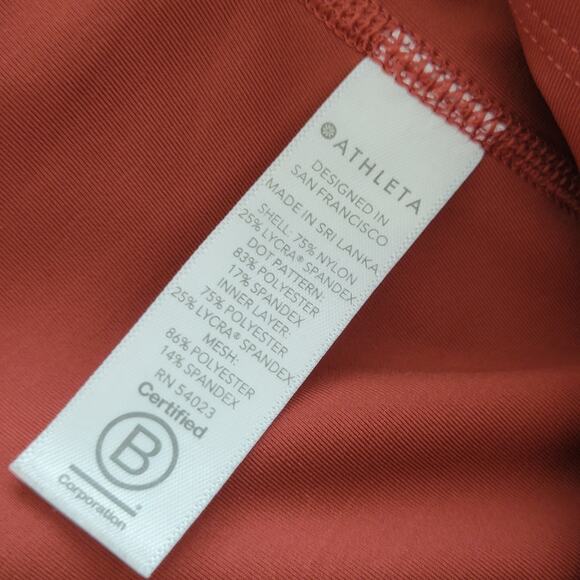 ATHLETA
DESIGNED IN
SAN FRANCISCO
MADE IN SRI LANKA
SHELL: 75% NYLON
25% LYCRA® SPANDEX
DOT PATTERN:
83% POLYESTER
17% SPANDEX
INNER LAYER:
75% POLYESTER
25% LYCRA® SPANDEX
MESH:
86% POLYESTER
14% SPANDEX
RN 54023
Certified
B
Corporation